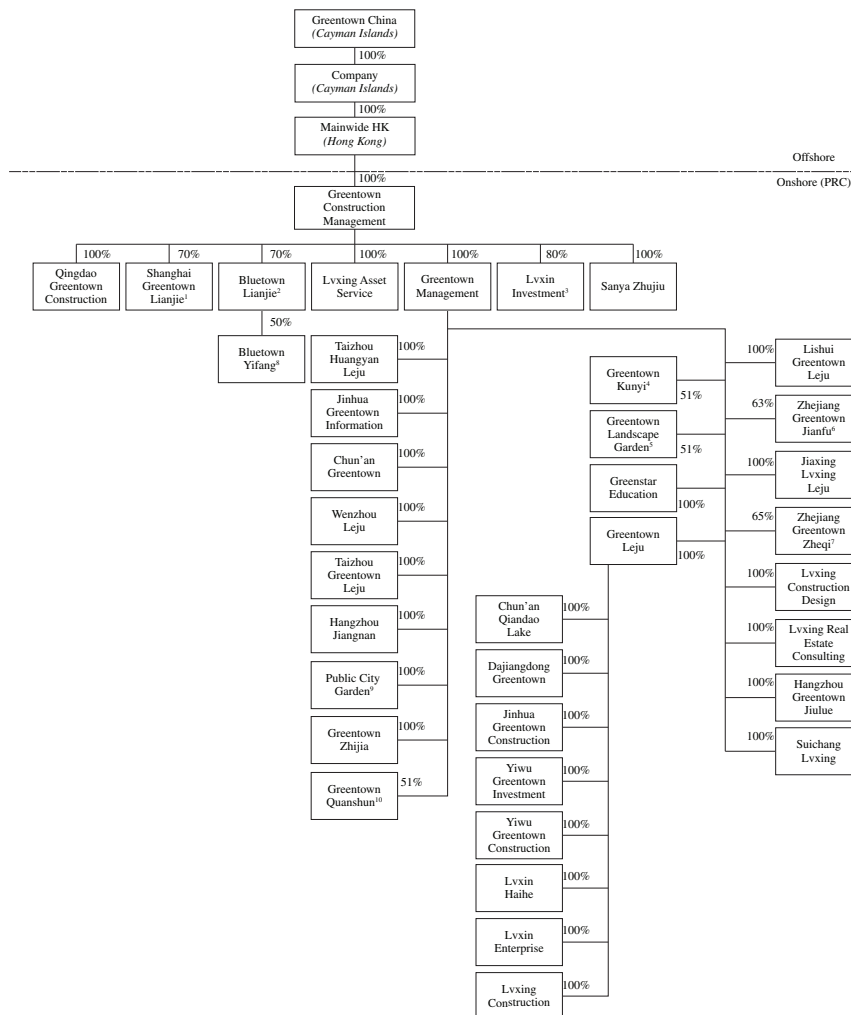 Greentown China
(Cayman Islands)
100%
Company
(Cayman Islands)
100%
Mainwide HK
(Hong Kong)
Offshore
100%
Onshore (PRC)
Greentown
Construction
Management
100%
70%
70%
100%
100%
80%
100%
Qingdao
Greentown
Construction
Shanghai
Greentown
Lianjie¹
Bluetown
Lianjie²
Lvxing Asset
Service
Greentown
Management
Lvxin
Investment³
Sanya Zhujiu
50%
Bluetown
Yifang⁸
Taizhou
Huangyan
Leju
100%
Jinhua
Greentown
Information
100%
Chun'an
Greentown
100%
Wenzhou
Leju
100%
Taizhou
Greentown
Leju
100%
Hangzhou
Jiangnan
100%
Public City
Garden⁹
100%
Greentown
Zhijia
100%
Greentown
Quanshun¹⁰
51%
Greentown
Kunyi⁴
51%
Greentown
Landscape
Garden⁵
51%
Greenstar
Education
100%
Greentown
Leju
100%
Chun'an
Qiandao
Lake
100%
Dajiangdong
Greentown
100%
Jinhua
Greentown
Construction
100%
Yiwu
Greentown
Investment
100%
Yiwu
Greentown
Construction
100%
Lvxin
Haihe
100%
Lvxin
Enterprise
100%
Lvxing
Construction
100%
100%
Lishui
Greentown
Leju
63%
Zhejiang
Greentown
Jianfu⁶
100%
Jiaxing
Lvxing
Leju
65%
Zhejiang
Greentown
Zheqi⁷
100%
Lvxing
Construction
Design
100%
Lvxing Real
Estate
Consulting
100%
Hangzhou
Greentown
Jiulue
100%
Suichang
Lvxing